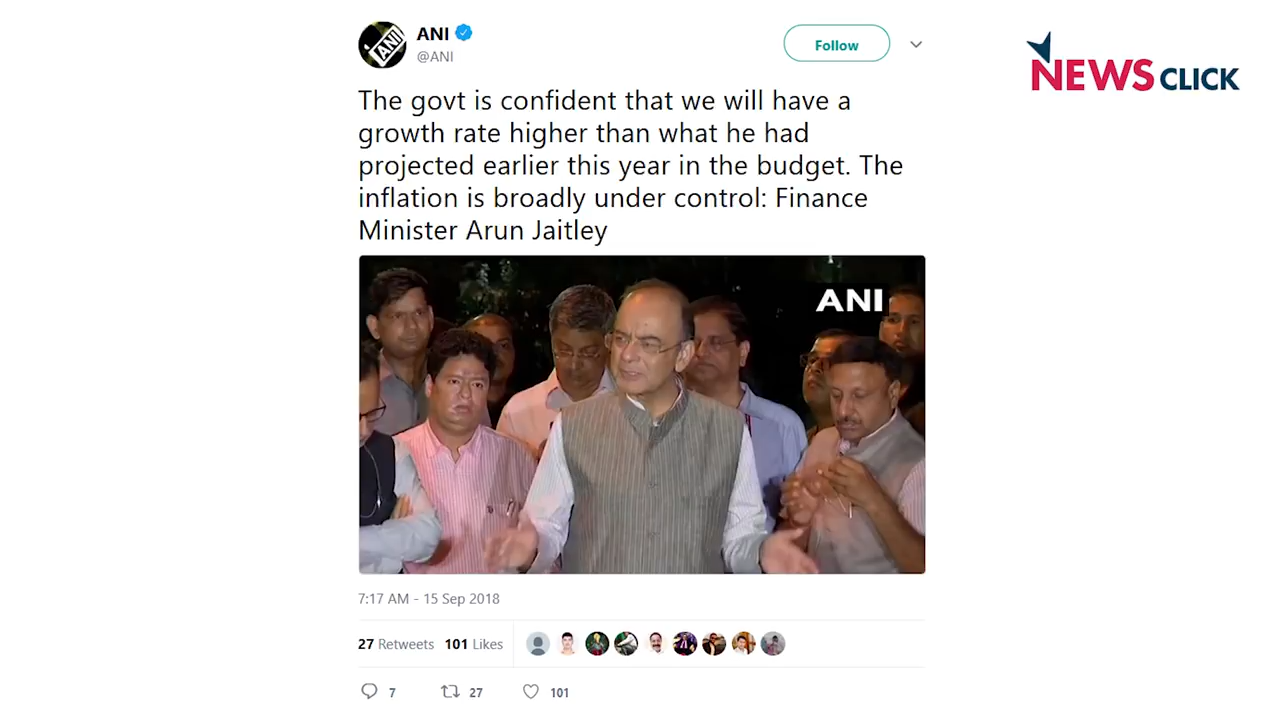 ANI
@ANI
Follow
NEWSCLICK
The govt is confident that we will have a
growth rate higher than what he had
projected earlier this year in the budget. The
inflation is broadly under control: Finance
Minister Arun Jaitley
ANI
7:17 AM - 15 Sep 2018
27 Retweets 101 Likes
7 27 101